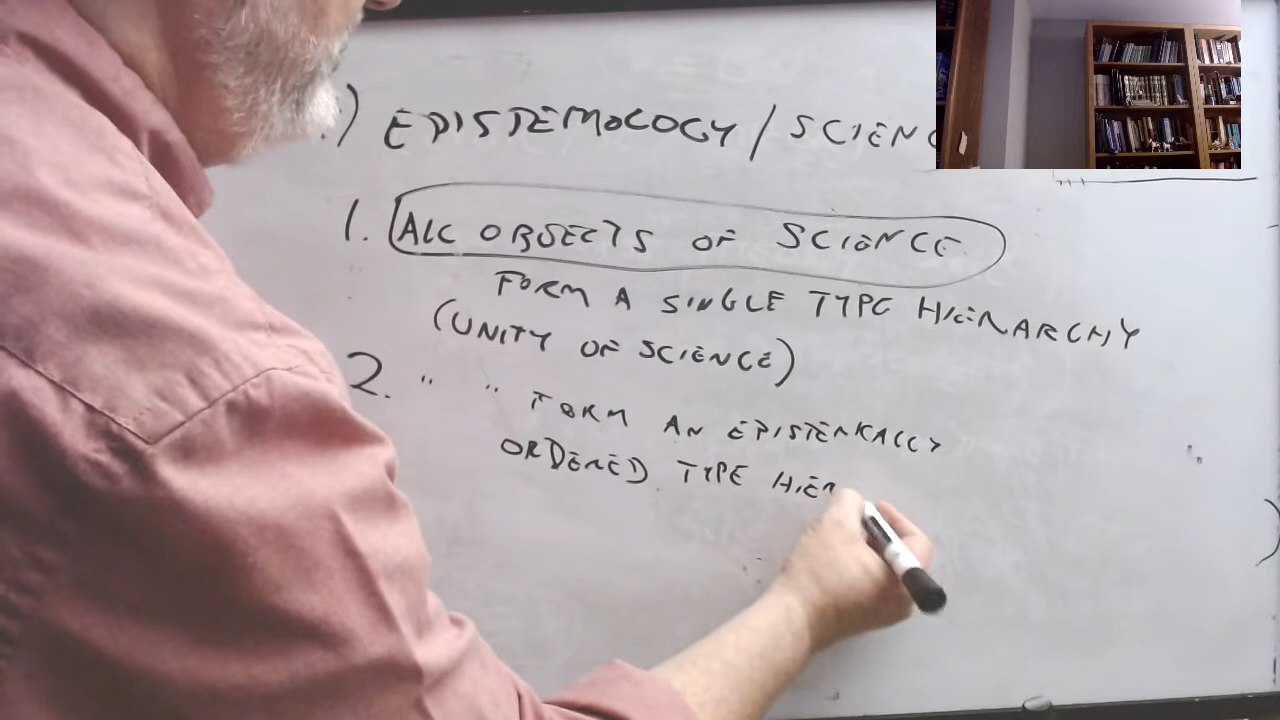 .) EPISTEMOLOGY / SCIENC
1. ALL OBJECTS OF SCIENCE
FORM A SINGLE TYPE HIERARCHY
(UNITY OF SCIENCE)
2. " " FORM AN EPISTEMICALLY
ORDERED TYPE HIER